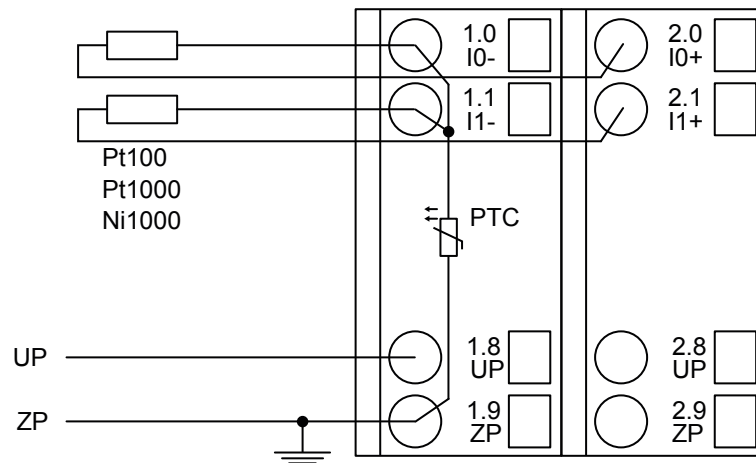 1.0
I0-
2.0
I0+
1.1
I1-
2.1
I1+
Pt100
Pt1000
Ni1000
PTC
UP
1.8
UP
2.8
UP
ZP
1.9
ZP
2.9
ZP